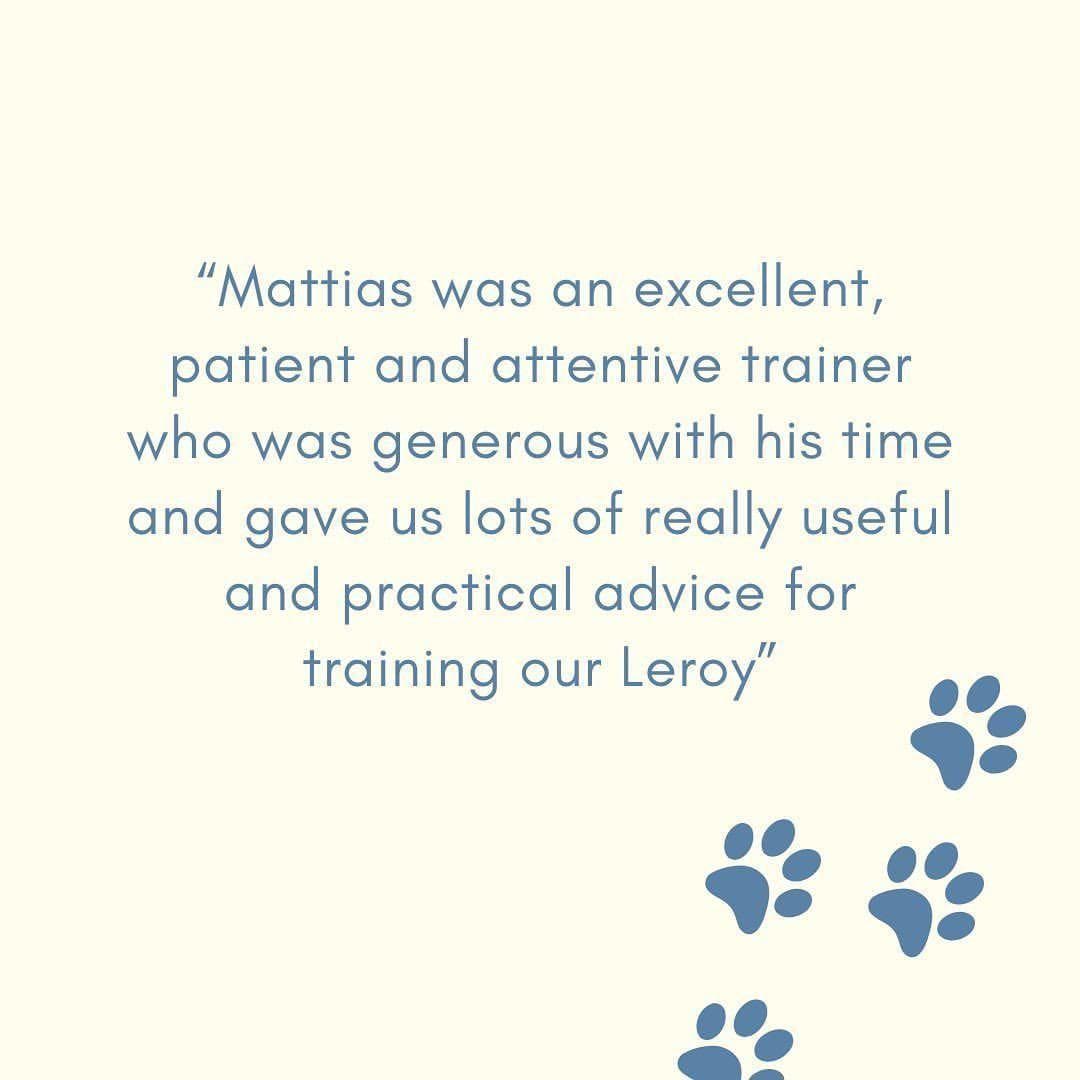 “Mattias was an excellent,
patient and attentive trainer
who was generous with his time
and gave us lots of really useful
and practical advice for
training our Leroy”